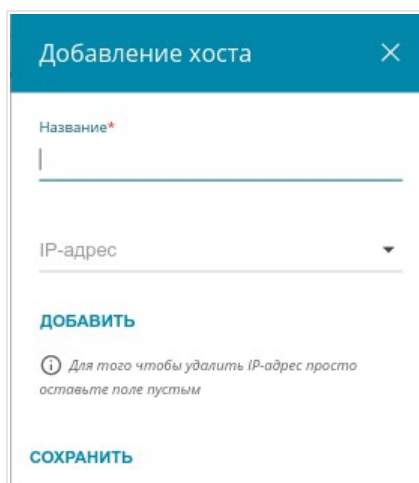 Добавление хоста
Название*
IP-адрес
ДОБАВИТЬ
Для того чтобы удалить IP-адрес просто
оставьте поле пустым
СОХРАНИТЬ